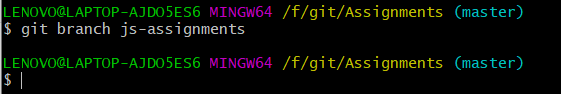 LENOVO@LAPTOP-AJDO5ES6 MINGW64 /f/git/Assignments (master)
$ git branch js-assignments
LENOVO@LAPTOP-AJDO5ES6 MINGW64 /f/git/Assignments (master)
$